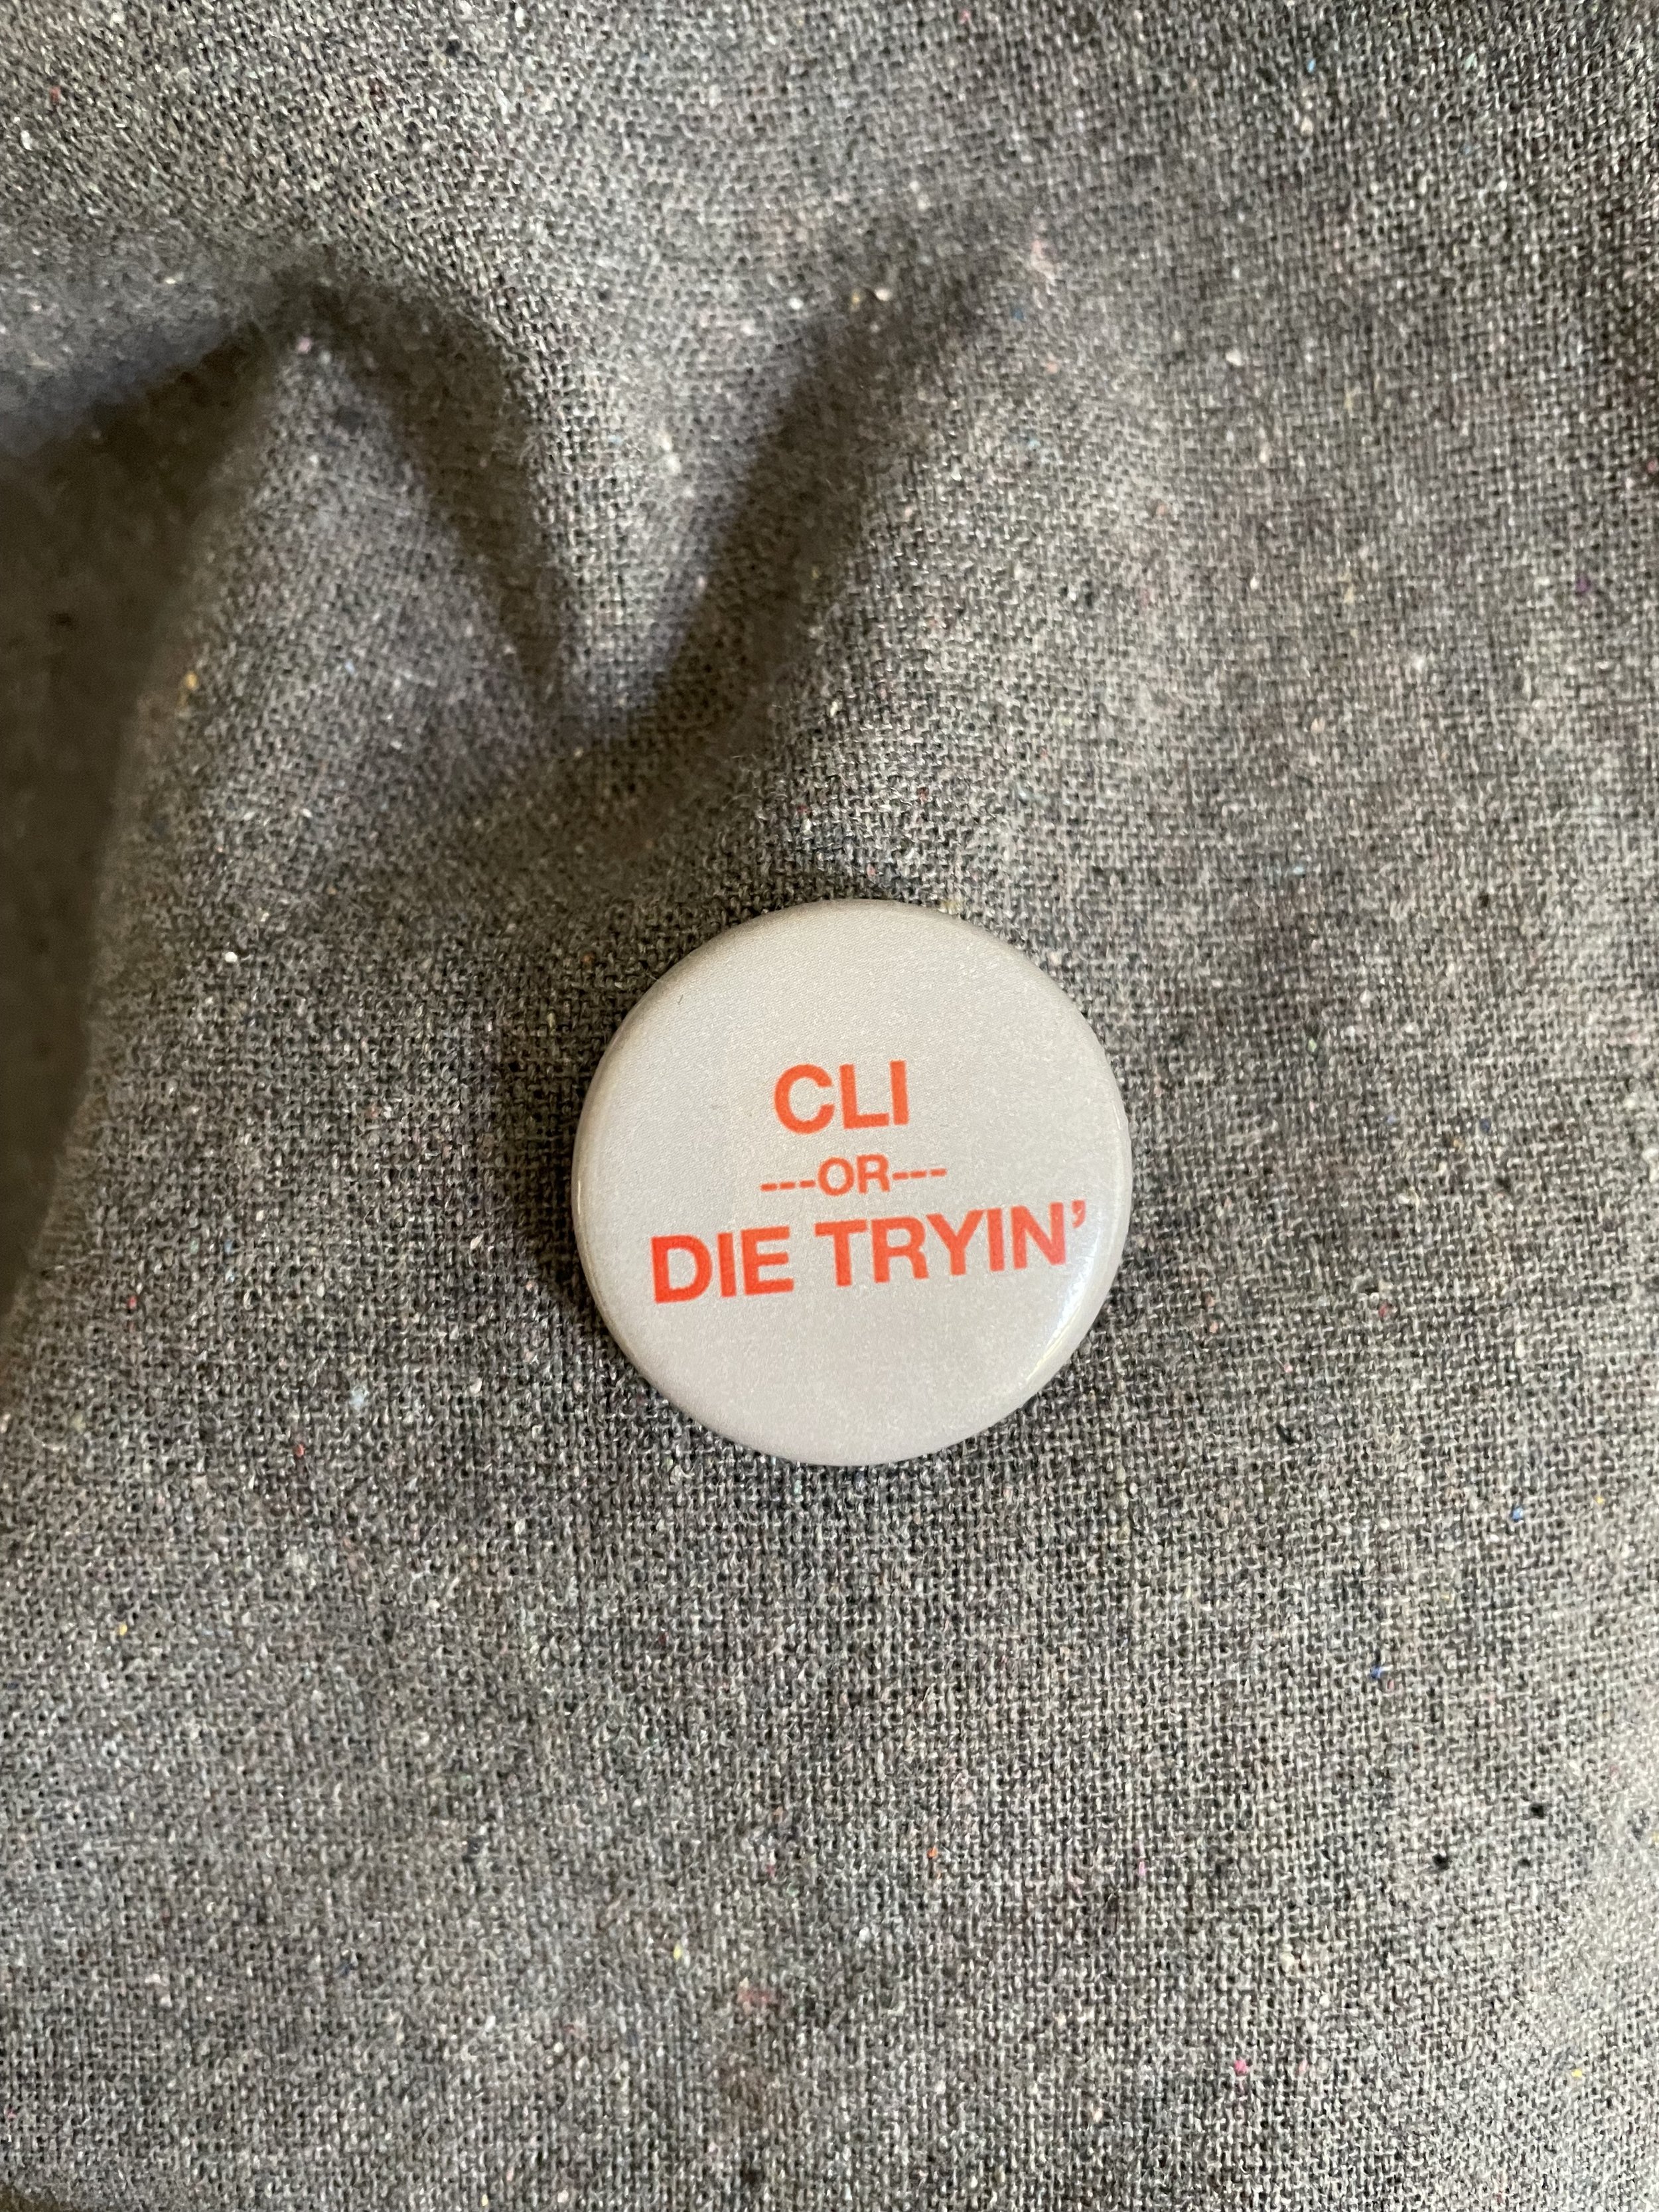 CLI
---OR---
DIE TRYIN’